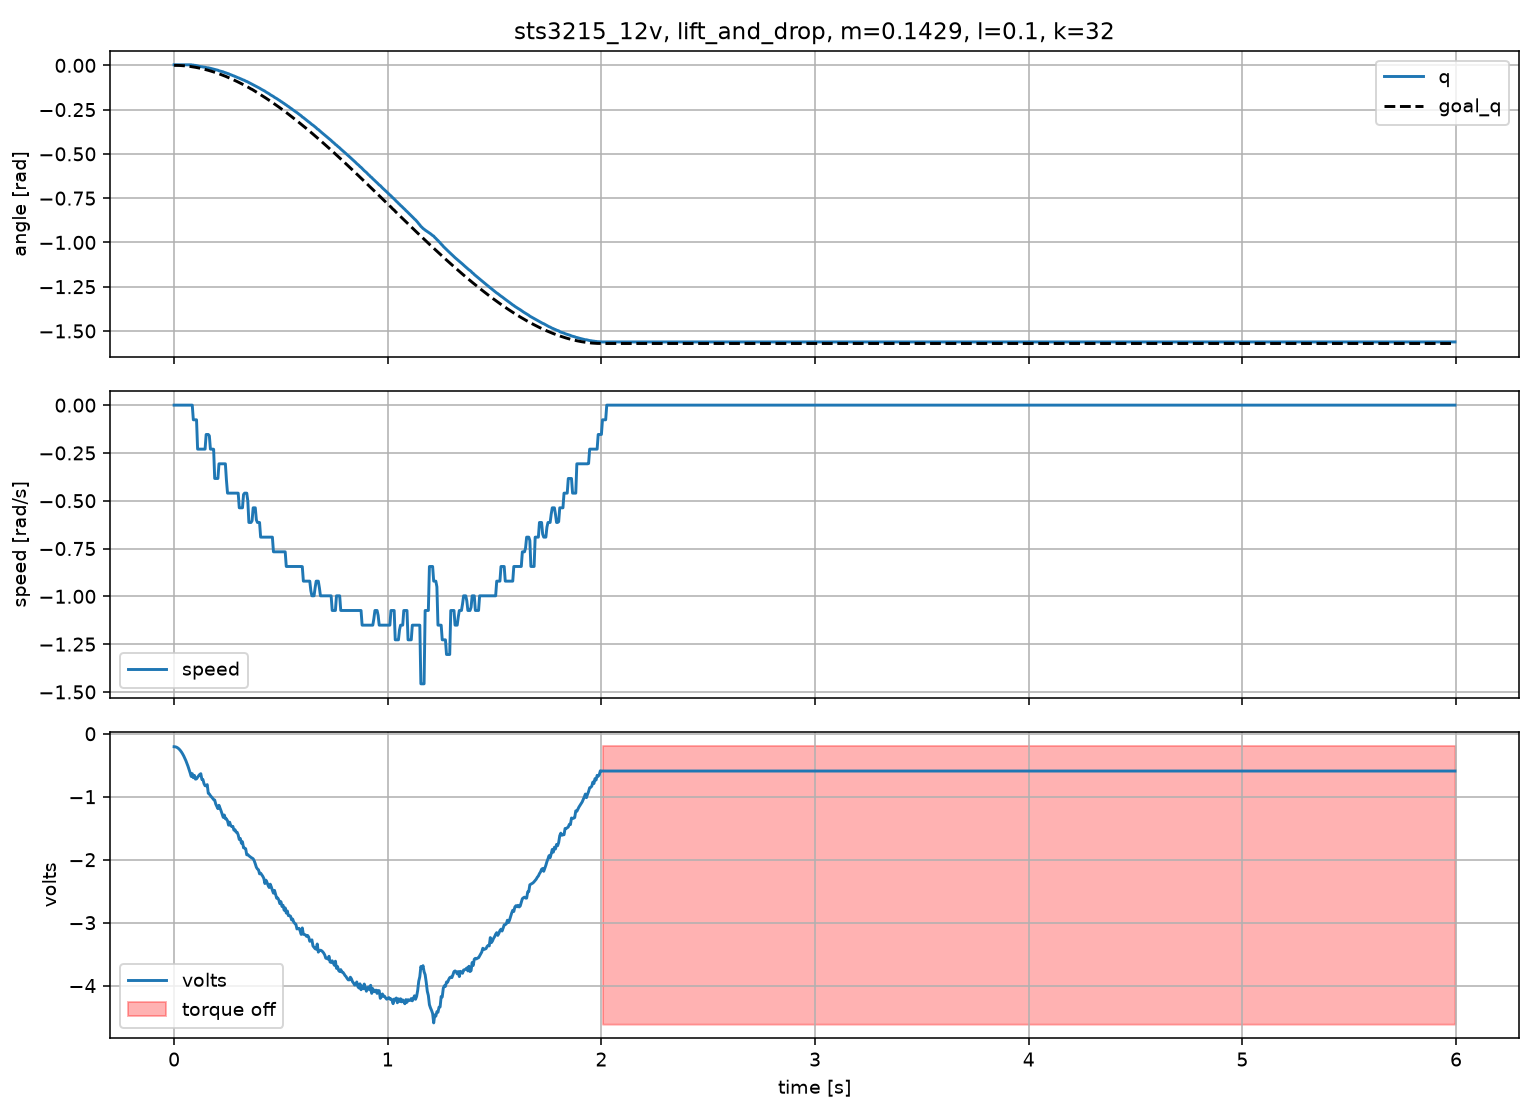 sts3215_12v, lift_and_drop, m=0.1429, l=0.1, k=32
0.00
−0.25
−0.50
−0.75
−1.00
−1.25
−1.50
angle [rad]
q
goal_q
0.00
−0.25
−0.50
−0.75
−1.00
−1.25
−1.50
speed [rad/s]
speed
0
−1
−2
−3
−4
volts
volts
torque off
0 1 2 3 4 5 6
time [s]